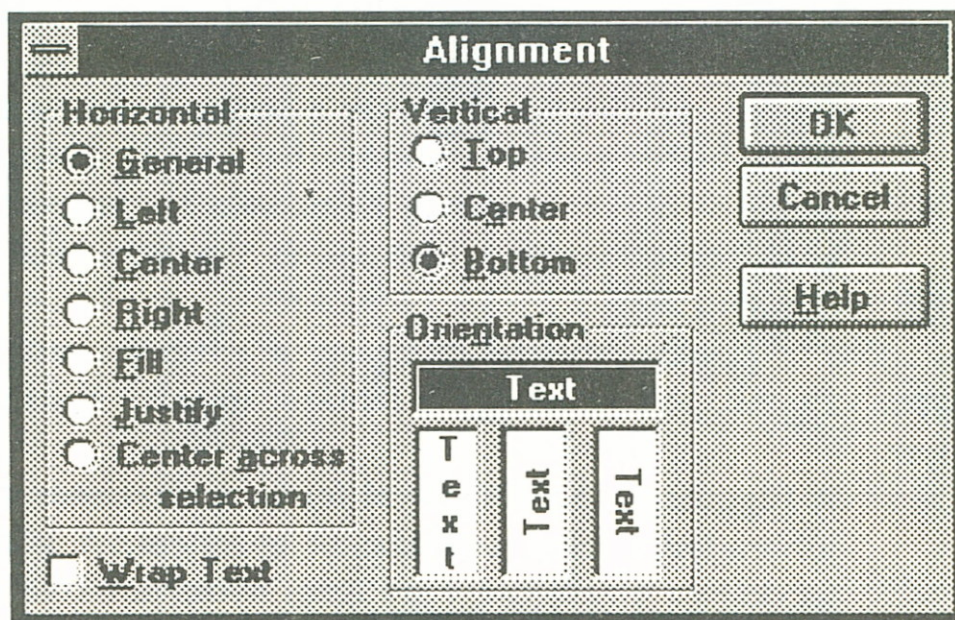 Alignment
Horizontal
General
Left
Center
Right
Fill
Justify
Center across
selection
Wrap Text
Vertical
Top
Center
Bottom
Orientation
Text
Text
Text
Text
OK
Cancel
Help